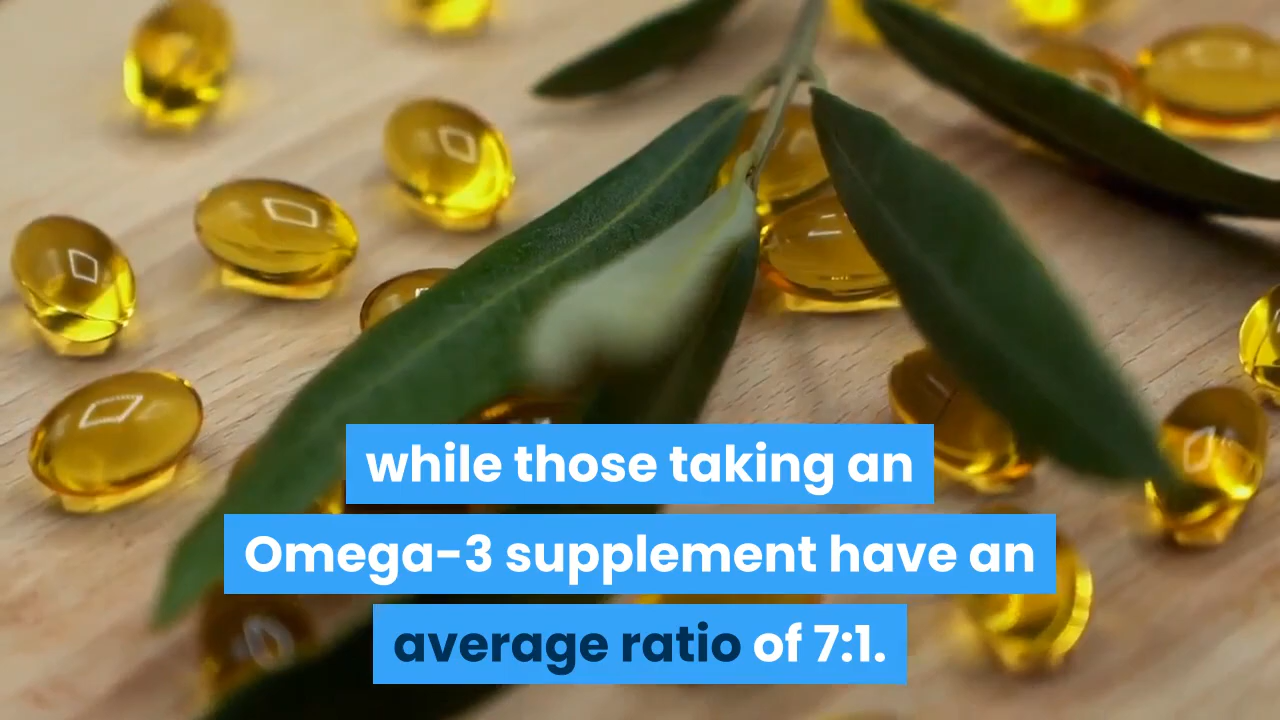 while those taking an
Omega-3 supplement have an
average ratio of 7:1.